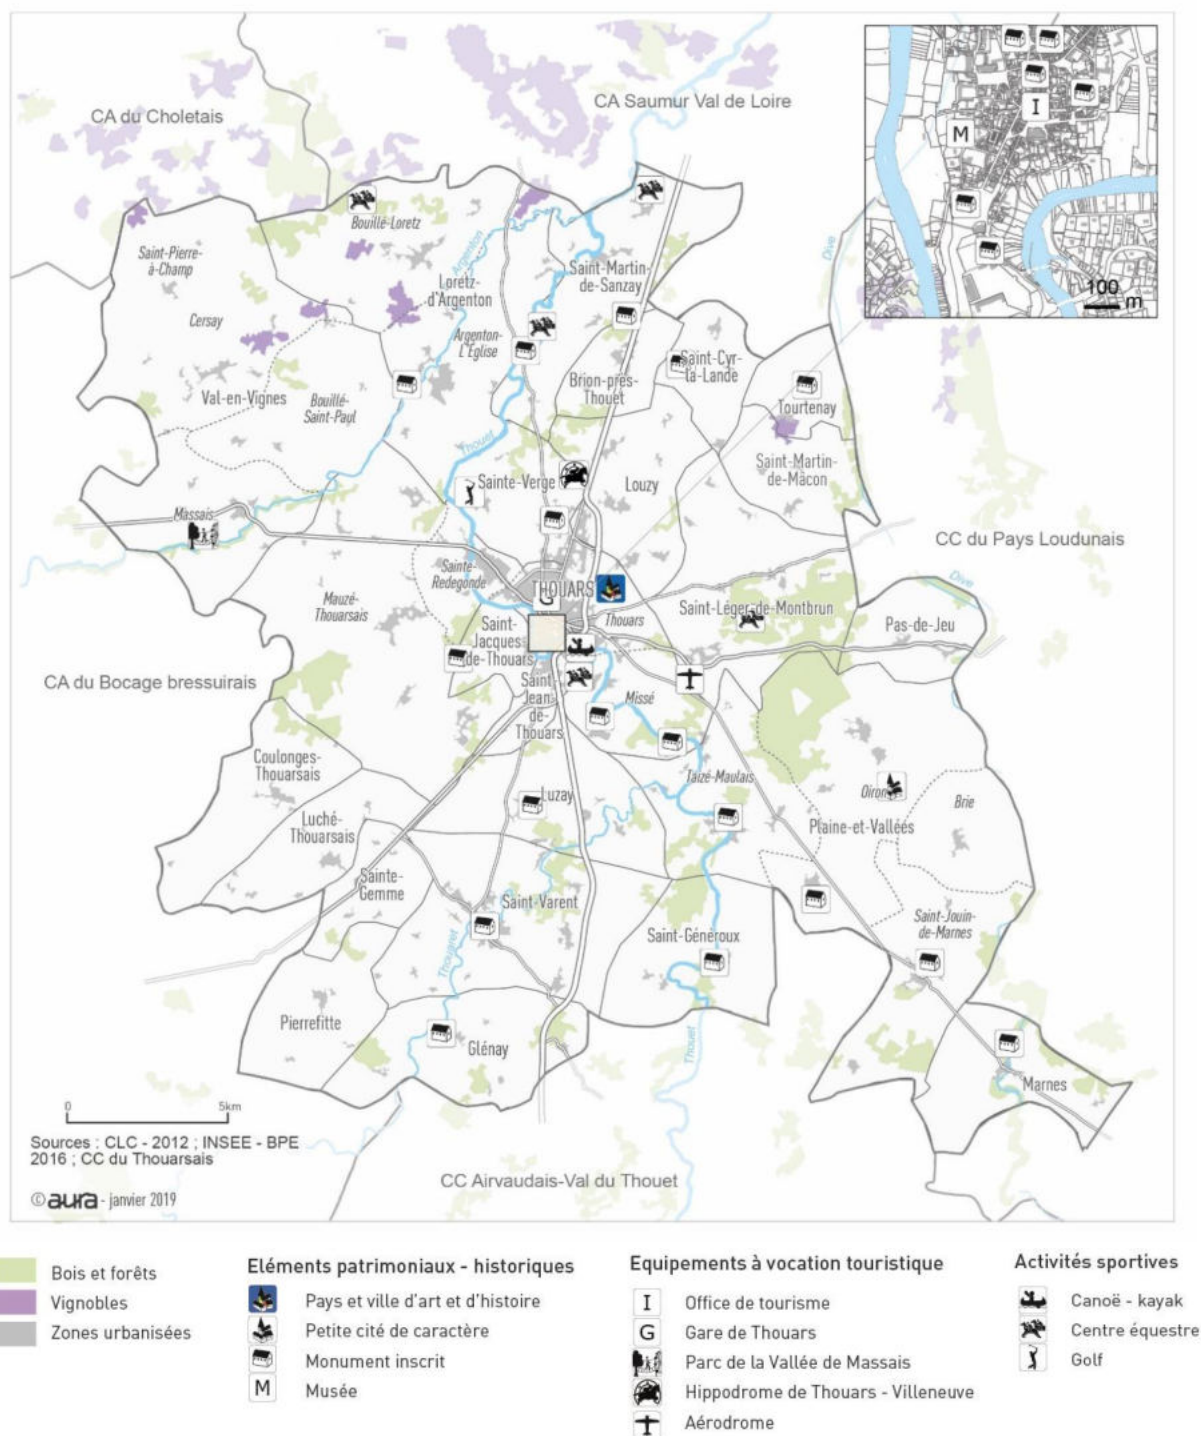 CA du Choletais
CA Saumur Val de Loire
M
I
100
m
Bouillé-Loretz
Argenton
Dive
Saint-Pierre-
à-Champ
Saint-Martin-
de-Sanzay
Loretz-
d'Argenton
Cersay
Argenton-
L'Eglise
Saint-Cyr-
la-Lande
Brion-près-
Thouet
Val-en-Vignes
Bouillé-
Saint-Paul
Tourtenay
Thouet
Saint-Martin-
de-Mâcon
Sainte-Verge
Louzy
Massais
CC du Pays Loudunais
Sainte-
Redegonde
Dive
THOUARS
G
Mauzé-
Thouarsais
Saint-Léger-de-Montbrun
Saint-
Jacques
de-Thouars
Thouars
Pas-de-Jeu
CA du Bocage bressuirais
Saint-
Jean-
de-
Thouars
Missé
Coulonges-
Thouarsais
Taizé-Maulais
Oiron
Brie
Luzay
Luché-
Thouarsais
Plaine-et-Valléés
Sainte-
Gemme
Saint-Varent
Saint-Jouin-
de-Marnes
Saint-Généroux
Thouaret
Pierrefitte
Glénay
Thouet
Marnes
0 5km
Sources : CLC - 2012 ; INSEE - BPE
2016 ; CC du Thouarsais
CC Airvaudais-Val du Thouet
© aura - janvier 2019
Bois et forêts
Vignobles
Zones urbanisées
Eléments patrimoniaux - historiques
Pays et ville d'art et d'histoire
Petite cité de caractère
Monument inscrit
M Musée
Equipements à vocation touristique
I Office de tourisme
G Gare de Thouars
Parc de la Vallée de Massais
Hippodrome de Thouars - Villeneuve
Aérodrome
Activités sportives
Canoë - kayak
Centre équestre
Golf